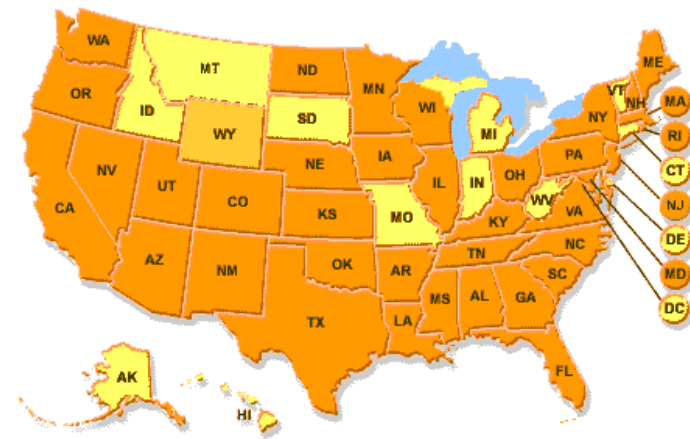 WA
MT
ND
MN
ME
OR
ID
SD
WI
MI
VT
NH
NY
MA
RI
WY
CT
NV
UT
CO
NE
IA
IL
IN
OH
PA
NJ
CA
KS
MO
WV
KY
VA
DE
AZ
NM
OK
AR
TN
NC
MD
SC
DC
TX
LA
MS
AL
GA
FL
AK
HI